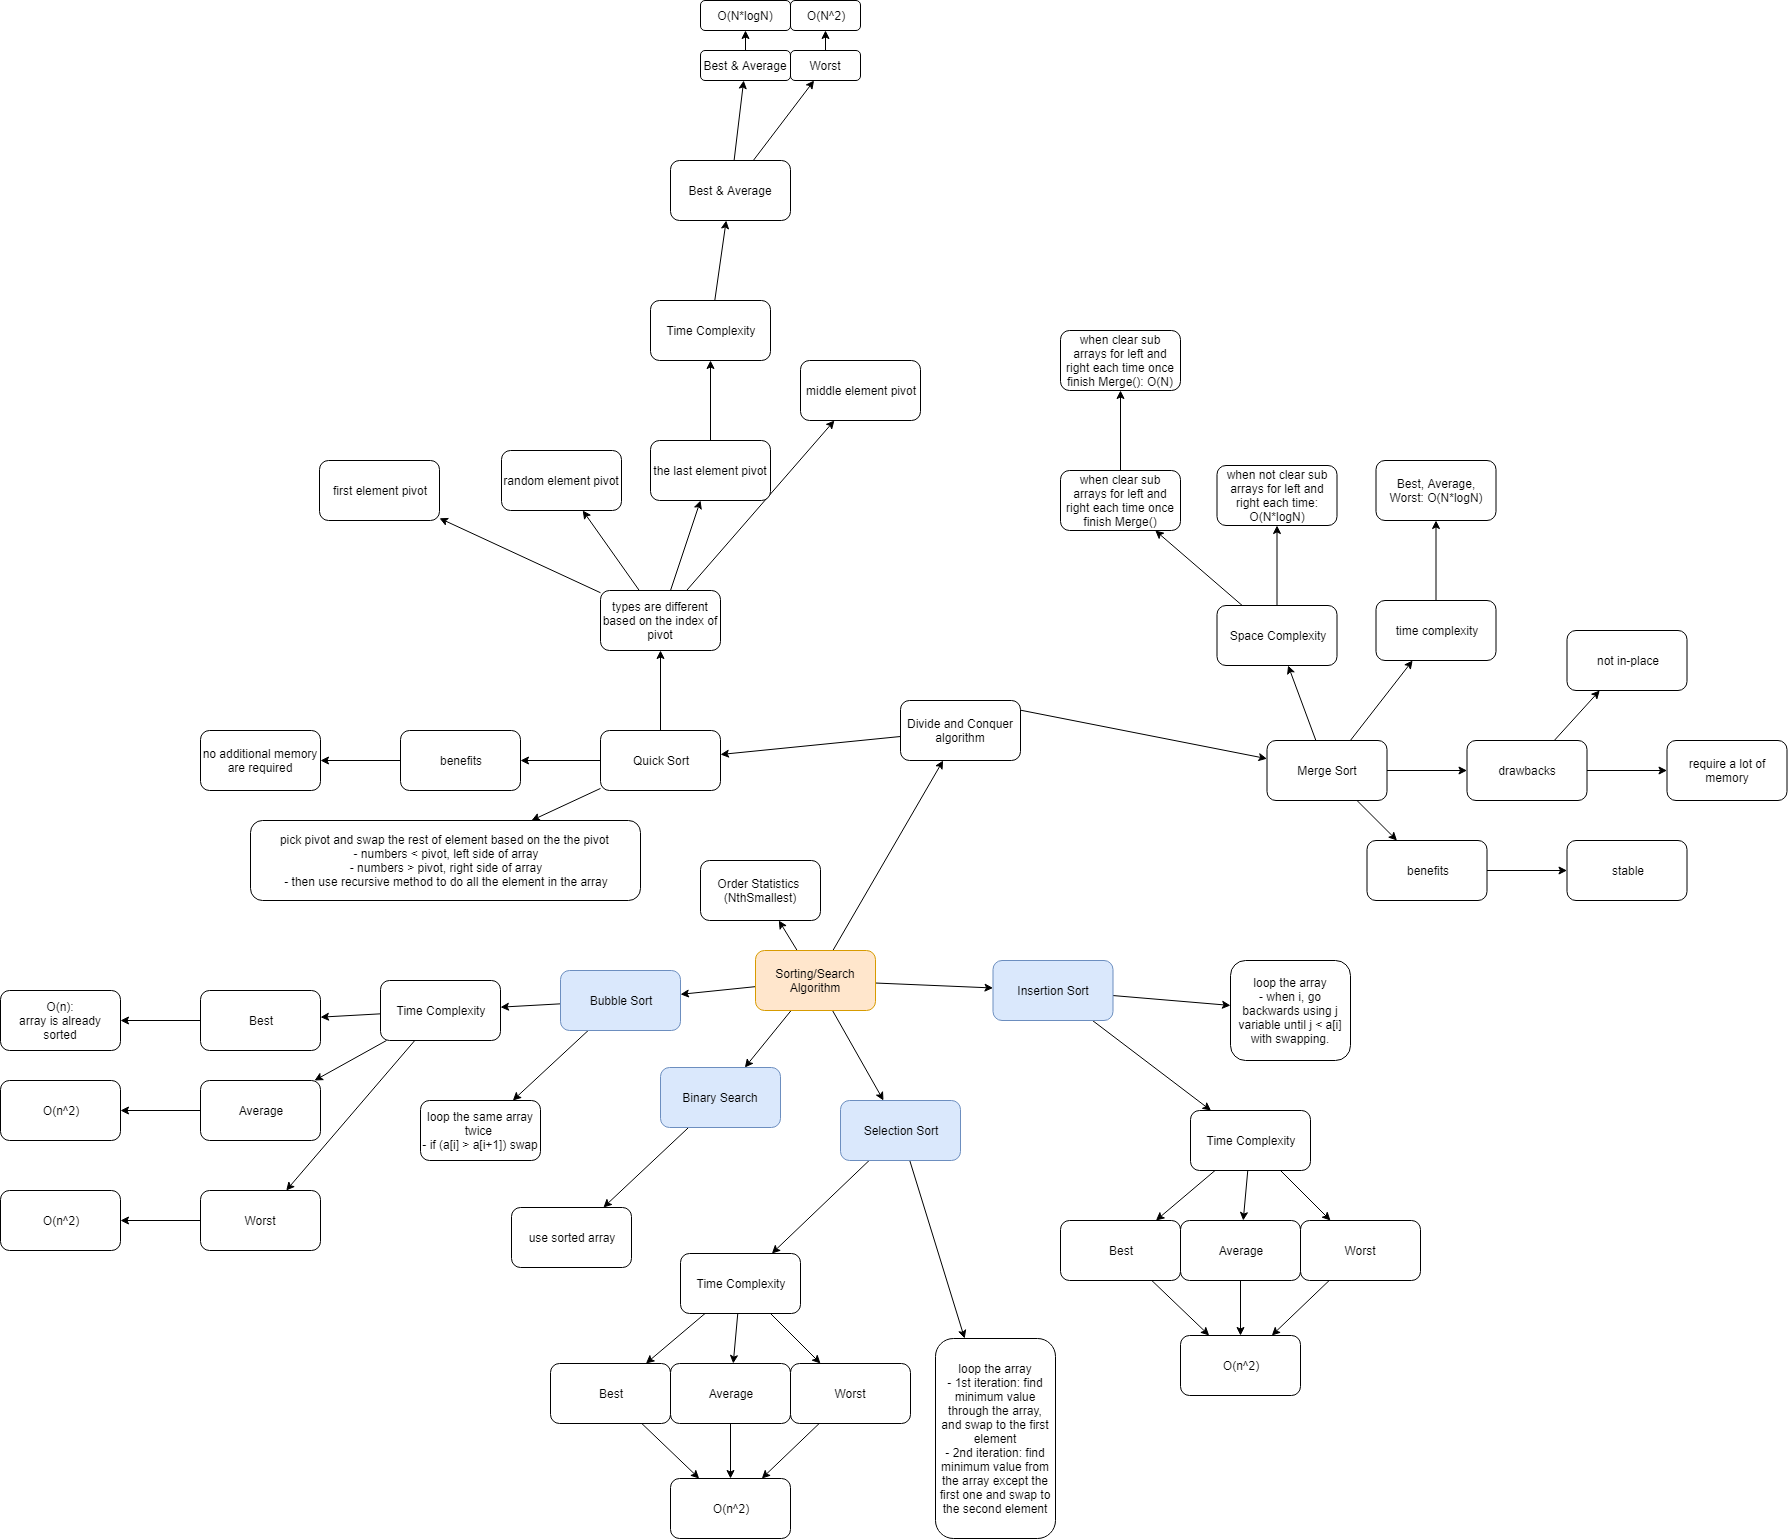 O(N*logN)
O(N^2)
Best & Average
Worst
Best & Average
Time Complexity
middle element pivot
the last element pivot
random element pivot
first element pivot
types are different
based on the index of
pivot
when clear sub
arrays for left and
right each time once
finish Merge(): O(N)
when clear sub
arrays for left and
right each time once
finish Merge()
when not clear sub
arrays for left and
right each time:
O(N*logN)
Best, Average,
Worst: O(N*logN)
Space Complexity
time complexity
not in-place
Divide and Conquer
algorithm
no additional memory
are required
benefits
Quick Sort
Merge Sort
drawbacks
require a lot of
memory
pick pivot and swap the rest of element based on the the pivot
- numbers < pivot, left side of array
- numbers > pivot, right side of array
- then use recursive method to do all the element in the array
benefits
stable
Order Statistics
(NthSmallest)
Sorting/Search
Algorithm
Bubble Sort
Time Complexity
Best
O(n):
array is already
sorted
Average
O(n^2)
Worst
O(n^2)
loop the same array
twice
- if (a[i] > a[i+1]) swap
Binary Search
use sorted array
Selection Sort
Time Complexity
Best
Average
Worst
O(n^2)
loop the array
- 1st iteration: find
minimum value
through the array,
and swap to the first
element
- 2nd iteration: find
minimum value from
the array except the
first one and swap to
the second element
Insertion Sort
loop the array
- when i, go
backwards using j
variable until j < a[i]
with swapping.
Time Complexity
Best
Average
Worst
O(n^2)